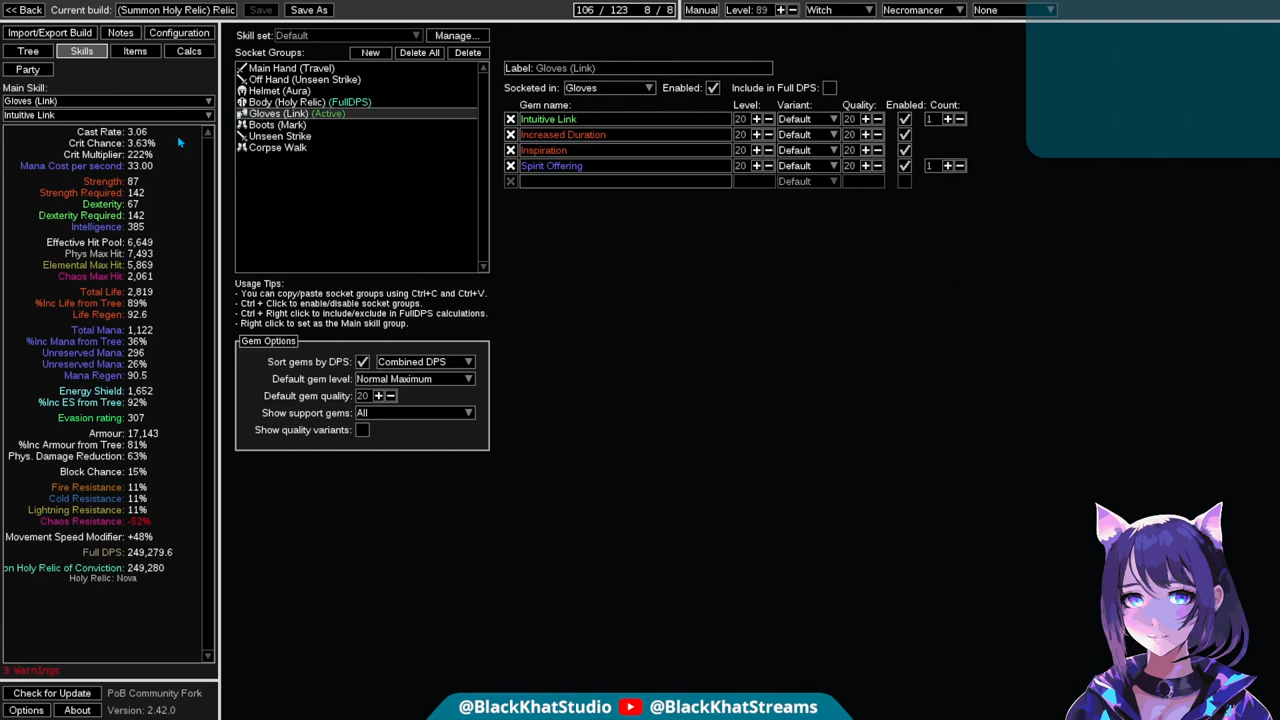 << Back Current build: (Summon Holy Relic) Relic Save Save As 106 / 123 8 / 8 Manual Level: 89 + − Witch Necromancer None
Import/Export Build Notes Configuration
Tree Skills Items Calcs
Party
Main Skill:
Gloves (Link)
Intuitive Link
Cast Rate: 3.06
Crit Chance: 3.63%
Crit Multiplier: 222%
Mana Cost per second: 33.00
Strength: 87
Strength Required: 142
Dexterity: 67
Dexterity Required: 142
Intelligence: 385
Effective Hit Pool: 6,649
Phys Max Hit: 7,493
Elemental Max Hit: 5,869
Chaos Max Hit: 2,061
Total Life: 2,819
%Inc Life from Tree: 89%
Life Regen: 92.6
Total Mana: 1,122
%Inc Mana from Tree: 36%
Unreserved Mana: 296
Unreserved Mana: 26%
Mana Regen: 90.5
Energy Shield: 1,652
%Inc ES from Tree: 92%
Evasion rating: 307
Armour: 17,143
%Inc Armour from Tree: 81%
Phys. Damage Reduction: 63%
Block Chance: 15%
Fire Resistance: 11%
Cold Resistance: 11%
Lightning Resistance: 11%
Chaos Resistance: -52%
Movement Speed Modifier: +48%
Full DPS: 249,279.6
on Holy Relic of Conviction: 249,280
Holy Relic: Nova
3 Warnings
Check for Update PoB Community Fork
Options About Version: 2.42.0
Skill set: Default Manage...
Socket Groups: New Delete All Delete
Main Hand (Travel)
Off Hand (Unseen Strike)
Helmet (Aura)
Body (Holy Relic) (FullDPS)
Gloves (Link) (Active)
Boots (Mark)
Unseen Strike
Corpse Walk
Usage Tips:
- You can copy/paste socket groups using Ctrl+C and Ctrl+V.
- Ctrl + Click to enable/disable socket groups.
- Ctrl + Right click to include/exclude in FullDPS calculations.
- Right click to set as the Main skill group.
Gem Options
Sort gems by DPS: Combined DPS
Default gem level: Normal Maximum
Default gem quality: 20 + −
Show support gems: All
Show quality variants:
Label: Gloves (Link)
Socketed in: Gloves Enabled: Include in Full DPS:
Gem name: Level: Variant: Quality: Enabled: Count:
Intuitive Link 20 + − Default 20 + − 1 + −
Increased Duration 20 + − Default 20 + −
Inspiration 20 + − Default 20 + −
Spirit Offering 20 + − Default 20 + − 1 + −
Default
@BlackKhatStudio @BlackKhatStreams